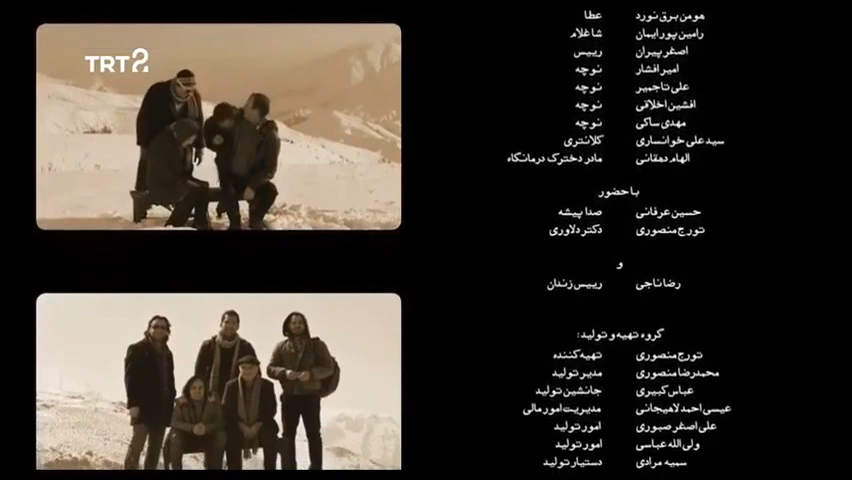 TRT2
هومن برق نورد عطا
رامین پورایمان شاغلام
اصغر پیران رییس
امیر افشار نوچه
علی تاجمیر نوچه
افشین اخلاقی نوچه
مهدی ساکی نوچه
سید علی خوانساری کلانتری
الهام دهقانی مادر دخترک درمانگاه
با حضور
حسین عرفانی صدا پیشه
تورج منصوری دکتر دلاوری
و
رضا ناجی رییس زندان
گروه تهیه و تولید:
تورج منصوری تهیه کننده
محمدرضا منصوری مدیر تولید
عباس کبیری جانشین تولید
عیسی احمد لاهیجانی مدیریت امور مالی
علی اصغر صبوری امور تولید
ولی الله عباسی امور تولید
سمیه مرادی دستیار تولید